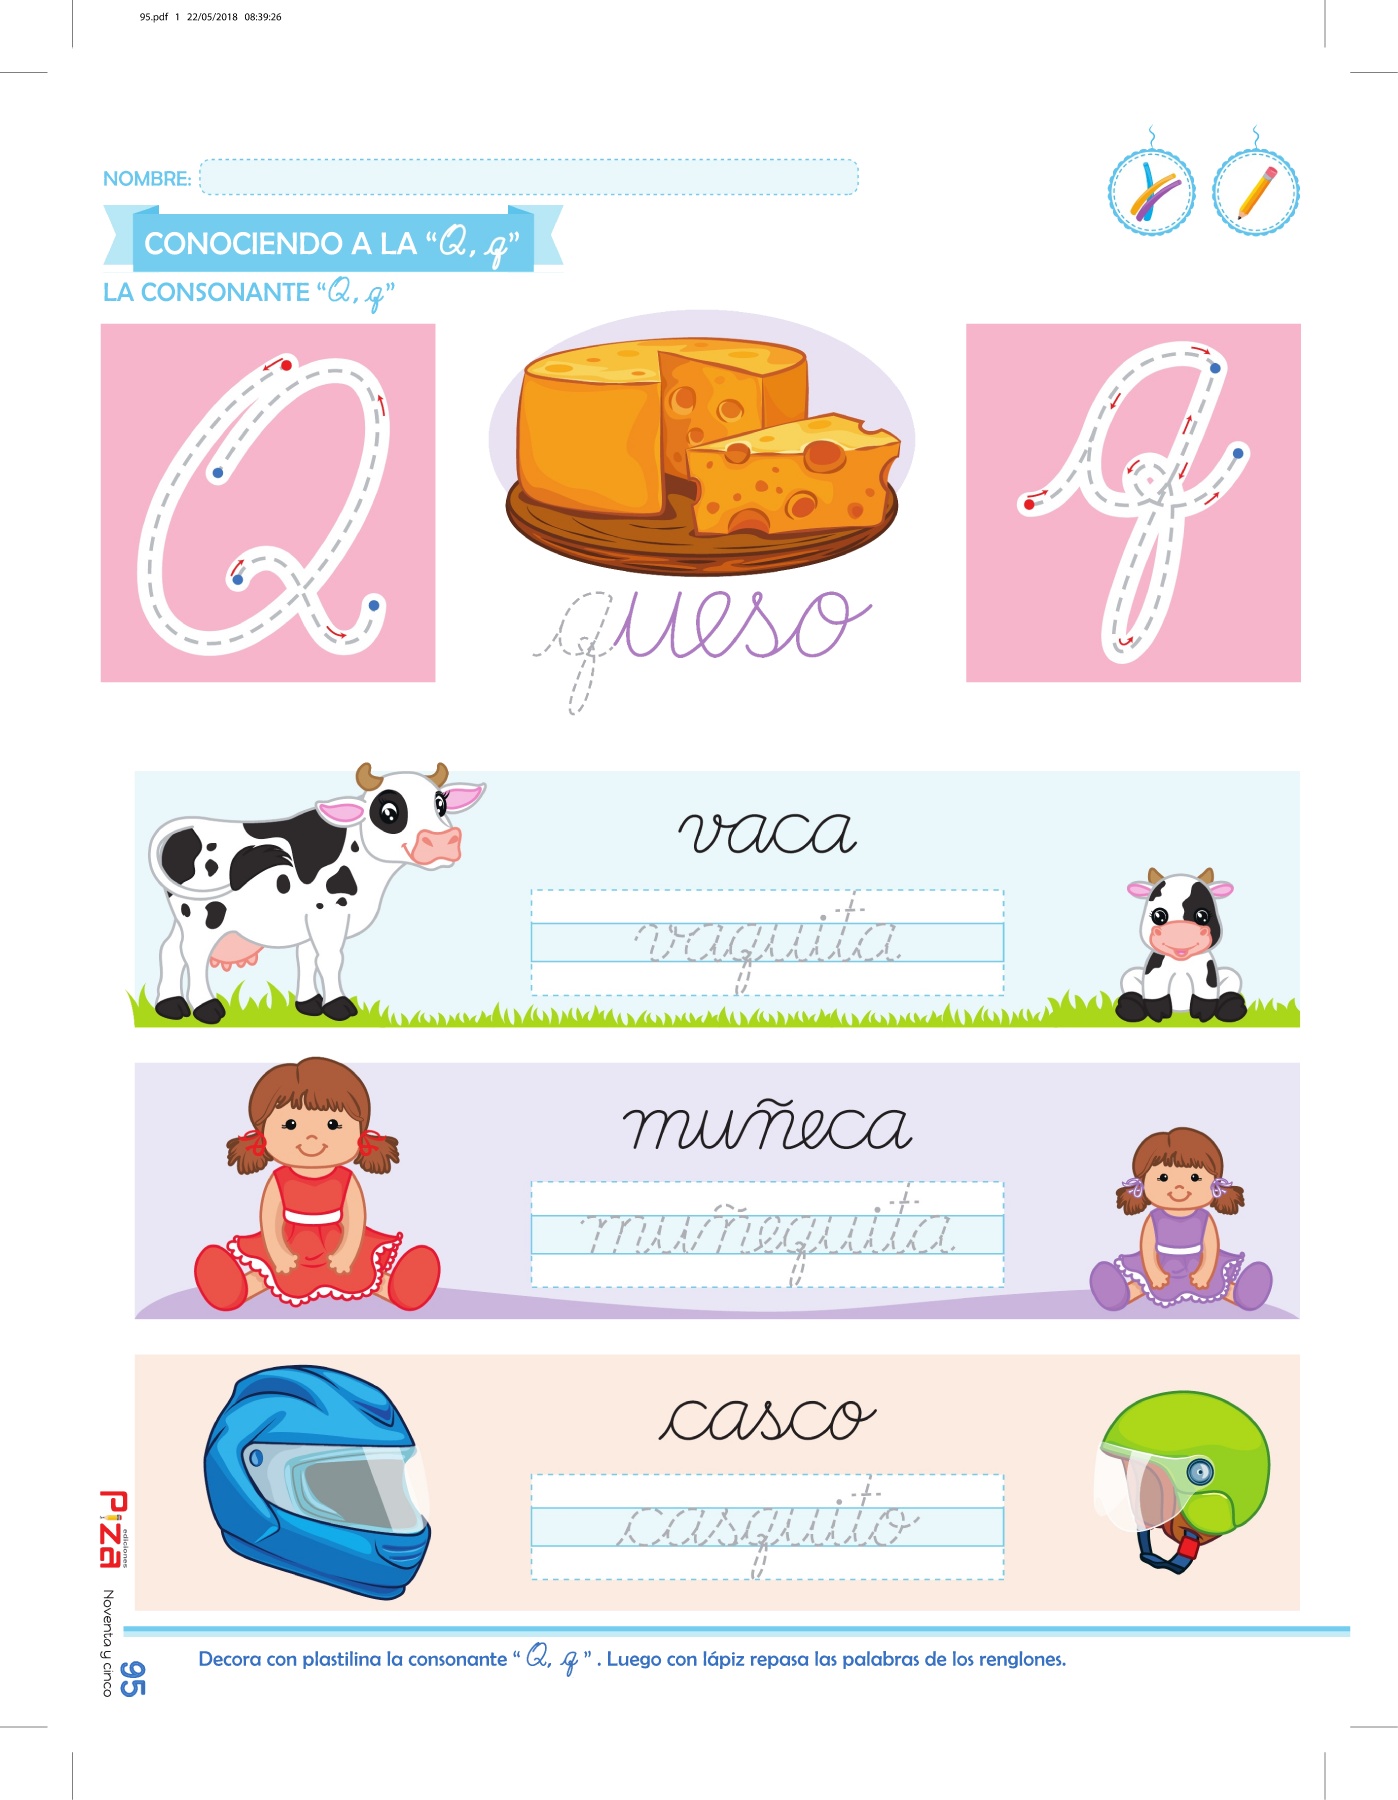 95.pdf 1 22/05/2018 08:39:26
NOMBRE:
CONOCIENDO A LA “Q, q”
LA CONSONANTE “Q, q”
queso
vaca
vaquita
muñeca
muñequita
casco
casquito
Piza
ediciones
Noventa y cinco
95
Decora con plastilina la consonante “ Q, q ” . Luego con lápiz repasa las palabras de los renglones.